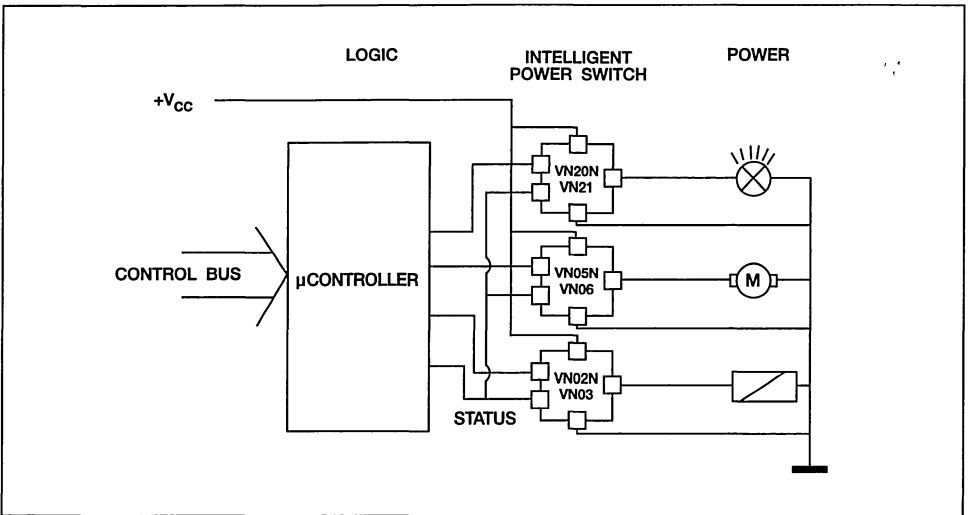 LOGIC
INTELLIGENT
POWER SWITCH
POWER
+VCC
VN20N
VN21
CONTROL BUS
µCONTROLLER
VN05N
VN06
M
VN02N
VN03
STATUS